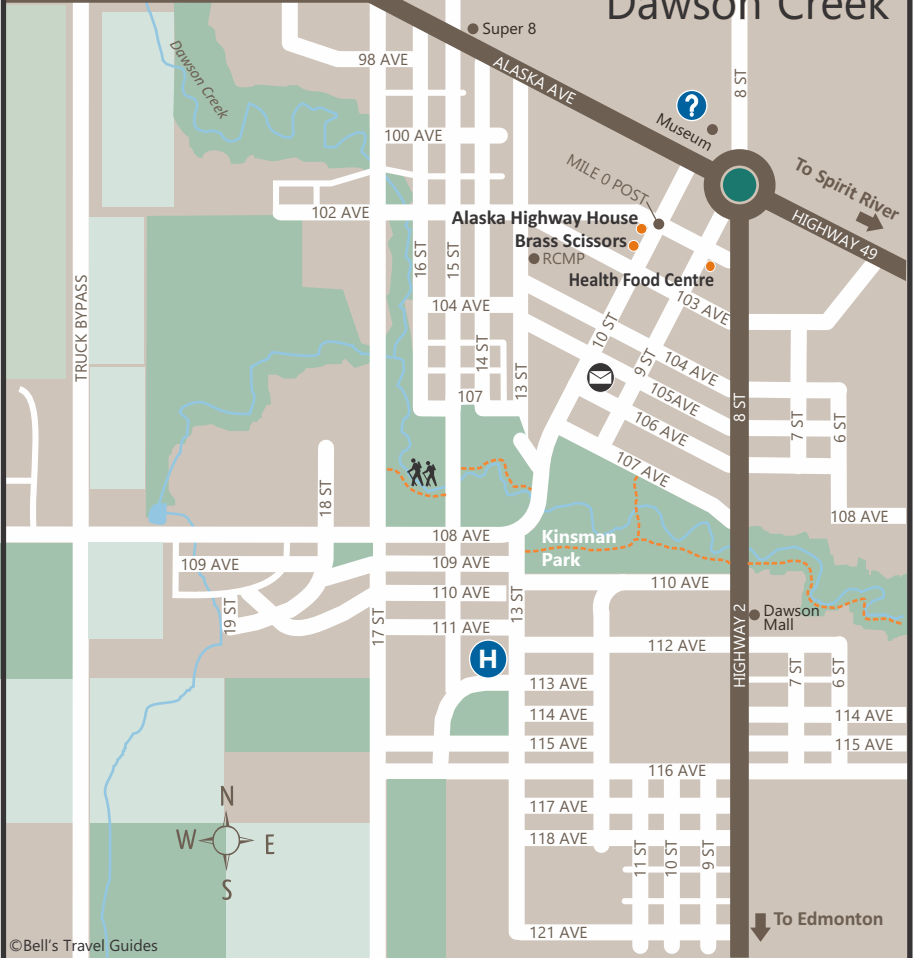 Dawson Creek
Super 8
98 AVE
ALASKA AVE
8 ST
Dawson Creek
?
Museum
100 AVE
MILE 0 POST
To Spirit River
102 AVE
Alaska Highway House
HIGHWAY 49
Brass Scissors
16 ST
15 ST
RCMP
Health Food Centre
TRUCK BYPASS
104 AVE
103 AVE
10 ST
14 ST
13 ST
9 ST
104 AVE
107
105AVE
8 ST
7 ST
6 ST
106 AVE
107 AVE
18 ST
108 AVE
108 AVE
Kinsman
Park
109 AVE
109 AVE
110 AVE
110 AVE
13 ST
19 ST
17 ST
111 AVE
HIGHWAY 2
Dawson
Mall
112 AVE
H
7 ST
6 ST
113 AVE
114 AVE
114 AVE
115 AVE
115 AVE
116 AVE
N
117 AVE
W
E
118 AVE
11 ST
10 ST
9 ST
S
To Edmonton
121 AVE
©Bell's Travel Guides